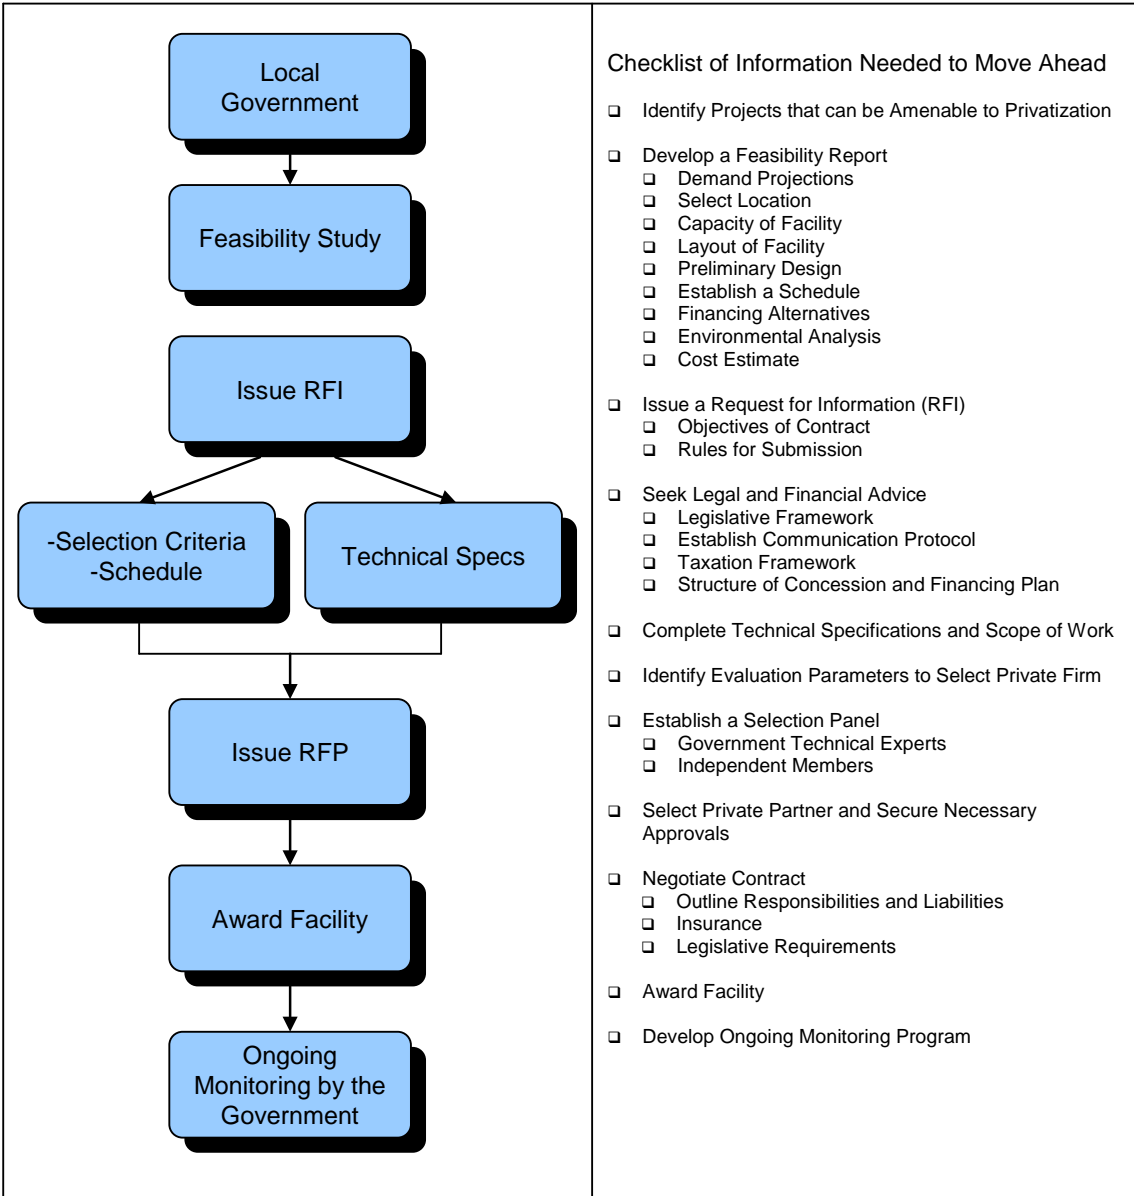 Local
Government
Feasibility Study
Issue RFI
-Selection Criteria
-Schedule
Technical Specs
Issue RFP
Award Facility
Ongoing
Monitoring by the
Government
Checklist of Information Needed to Move Ahead
Identify Projects that can be Amenable to Privatization
Develop a Feasibility Report
Demand Projections
Select Location
Capacity of Facility
Layout of Facility
Preliminary Design
Establish a Schedule
Financing Alternatives
Environmental Analysis
Cost Estimate
Issue a Request for Information (RFI)
Objectives of Contract
Rules for Submission
Seek Legal and Financial Advice
Legislative Framework
Establish Communication Protocol
Taxation Framework
Structure of Concession and Financing Plan
Complete Technical Specifications and Scope of Work
Identify Evaluation Parameters to Select Private Firm
Establish a Selection Panel
Government Technical Experts
Independent Members
Select Private Partner and Secure Necessary
Approvals
Negotiate Contract
Outline Responsibilities and Liabilities
Insurance
Legislative Requirements
Award Facility
Develop Ongoing Monitoring Program